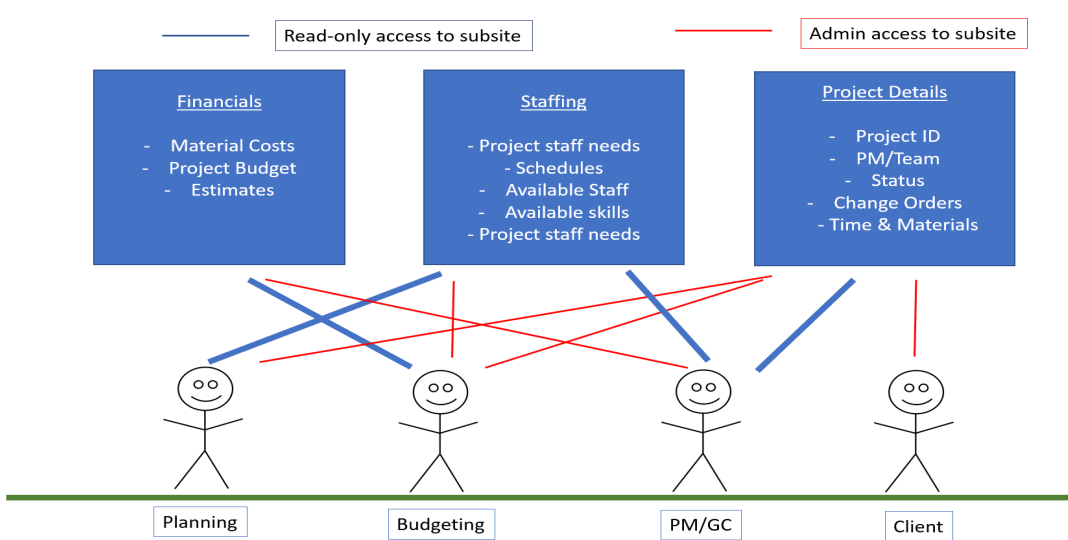 Read-only access to subsite
Admin access to subsite
Financials
- Material Costs
- Project Budget
- Estimates
Staffing
- Project staff needs
- Schedules
- Available Staff
- Available skills
- Project staff needs
Project Details
- Project ID
- PM/Team
- Status
- Change Orders
- Time & Materials
Planning
Budgeting
PM/GC
Client